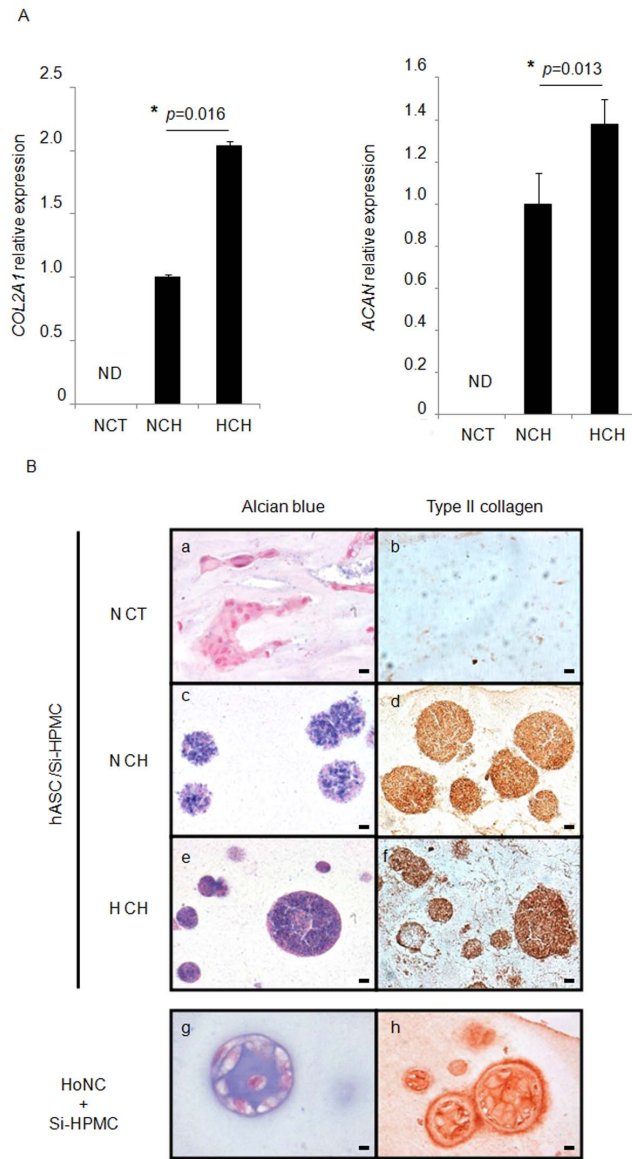 A
COL2A1 relative expression
2.5
2.0
1.5
1.0
0.5
0
* p=0.016
ND
NCT NCH HCH
ACAN relative expression
1.6
1.4
1.2
1.0
0.8
0.6
0.4
0.2
0
* p=0.013
ND
NCT NCH HCH
B
Alcian blue Type II collagen
hASC/Si-HPMC
N CT
a b
N CH
c d
H CH
e f
HoNC
+
Si-HPMC
g h